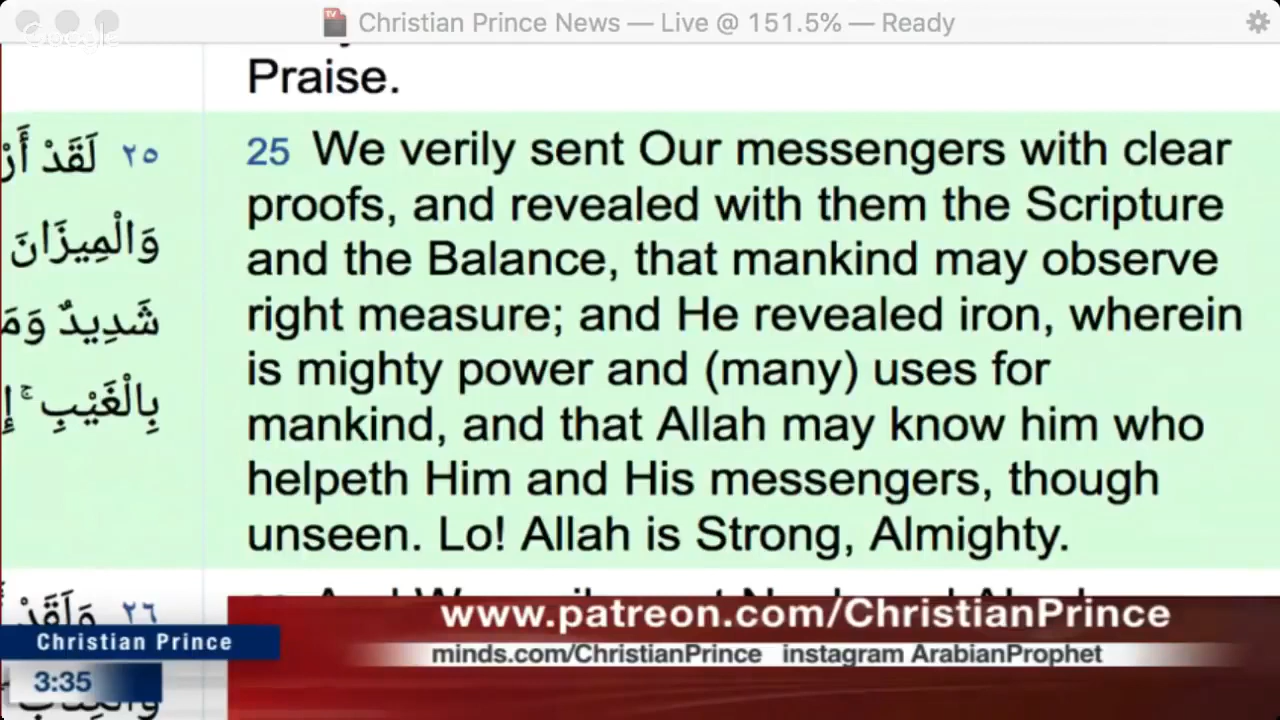 Christian Prince News — Live @ 151.5% — Ready
Google
Praise.
٢٥ لَقَدْ
وَالْمِيزَانَ
شَدِيدٌ
بِالْغَيْبِ ۚ
25 We verily sent Our messengers with clear
proofs, and revealed with them the Scripture
and the Balance, that mankind may observe
right measure; and He revealed iron, wherein
is mighty power and (many) uses for
mankind, and that Allah may know him who
helpeth Him and His messengers, though
unseen. Lo! Allah is Strong, Almighty.
٢٦ وَلَقَدْ
www.patreon.com/ChristianPrince
Christian Prince
minds.com/ChristianPrince instagram ArabianProphet
3:35